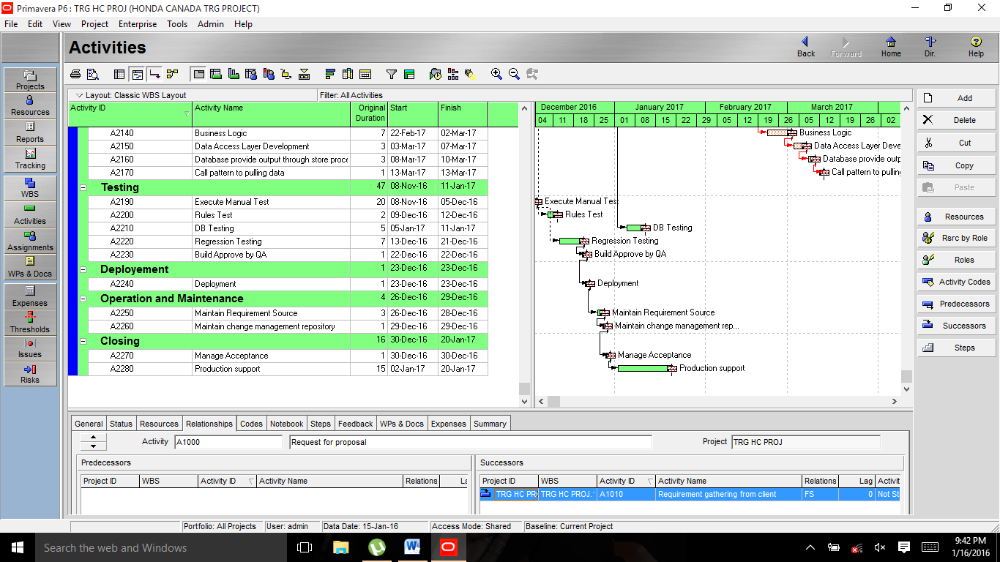 Primavera P6 : TRG HC PROJ (HONDA CANADA TRG PROJECT)
File Edit View Project Enterprise Tools Admin Help
Activities
Back Forward Home Dir. Help
Projects
Resources
Reports
Tracking
WBS
Activities
Assignments
WPs & Docs
Expenses
Thresholds
Issues
Risks
Layout: Classic WBS Layout Filter: All Activities
Activity ID Activity Name Original Duration Start Finish
A2140 Business Logic 7 22-Feb-17 02-Mar-17
A2150 Data Access Layer Development 3 03-Mar-17 07-Mar-17
A2160 Database provide output through store proce 3 08-Mar-17 10-Mar-17
A2170 Call pattern to pulling data 1 13-Mar-17 13-Mar-17
Testing 47 08-Nov-16 11-Jan-17
A2190 Execute Manual Test 20 08-Nov-16 05-Dec-16
A2200 Rules Test 2 09-Dec-16 12-Dec-16
A2210 DB Testing 5 05-Jan-17 11-Jan-17
A2220 Regression Testing 7 13-Dec-16 21-Dec-16
A2230 Build Approve by QA 1 22-Dec-16 22-Dec-16
Deployement 1 23-Dec-16 23-Dec-16
A2240 Deployment 1 23-Dec-16 23-Dec-16
Operation and Maintenance 4 26-Dec-16 29-Dec-16
A2250 Maintain Requirement Source 3 26-Dec-16 28-Dec-16
A2260 Maintain change management repository 1 29-Dec-16 29-Dec-16
Closing 16 30-Dec-16 20-Jan-17
A2270 Manage Acceptance 1 30-Dec-16 30-Dec-16
A2280 Production support 15 02-Jan-17 20-Jan-17
December 2016 January 2017 February 2017 March 2017
04 11 18 25 01 08 15 22 29 05 12 19 26 05 12 19 26 02
Business Logic
Data Access Layer Deve
Database provide outp
Call pattern to pulling
Execute Manual Test
Rules Test
DB Testing
Regression Testing
Build Approve by QA
Deployment
Maintain Requirement Source
Maintain change management rep...
Manage Acceptance
Production support
Add
Delete
Cut
Copy
Paste
Resources
Rsrc by Role
Roles
Activity Codes
Predecessors
Successors
Steps
General Status Resources Relationships Codes Notebook Steps Feedback WPs & Docs Expenses Summary
Activity A1000 Request for proposal Project TRG HC PROJ
Predecessors
Project ID WBS Activity ID Activity Name Relations La
Successors
Project ID WBS Activity ID Activity Name Relations Lag Activit
TRG HC PR TRG HC PROJ. A1010 Requirement gathering from client FS 0 Not St
Portfolio: All Projects User: admin Data Date: 15-Jan-16 Access Mode: Shared Baseline: Current Project
Search the web and Windows
9:42 PM
1/16/2016